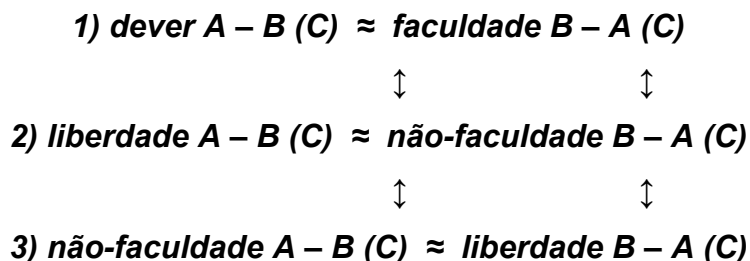 1) dever A – B (C) ≈ faculdade B – A (C)
↕ ↕
2) liberdade A – B (C) ≈ não-faculdade B – A (C)
↕ ↕
3) não-faculdade A – B (C) ≈ liberdade B – A (C)